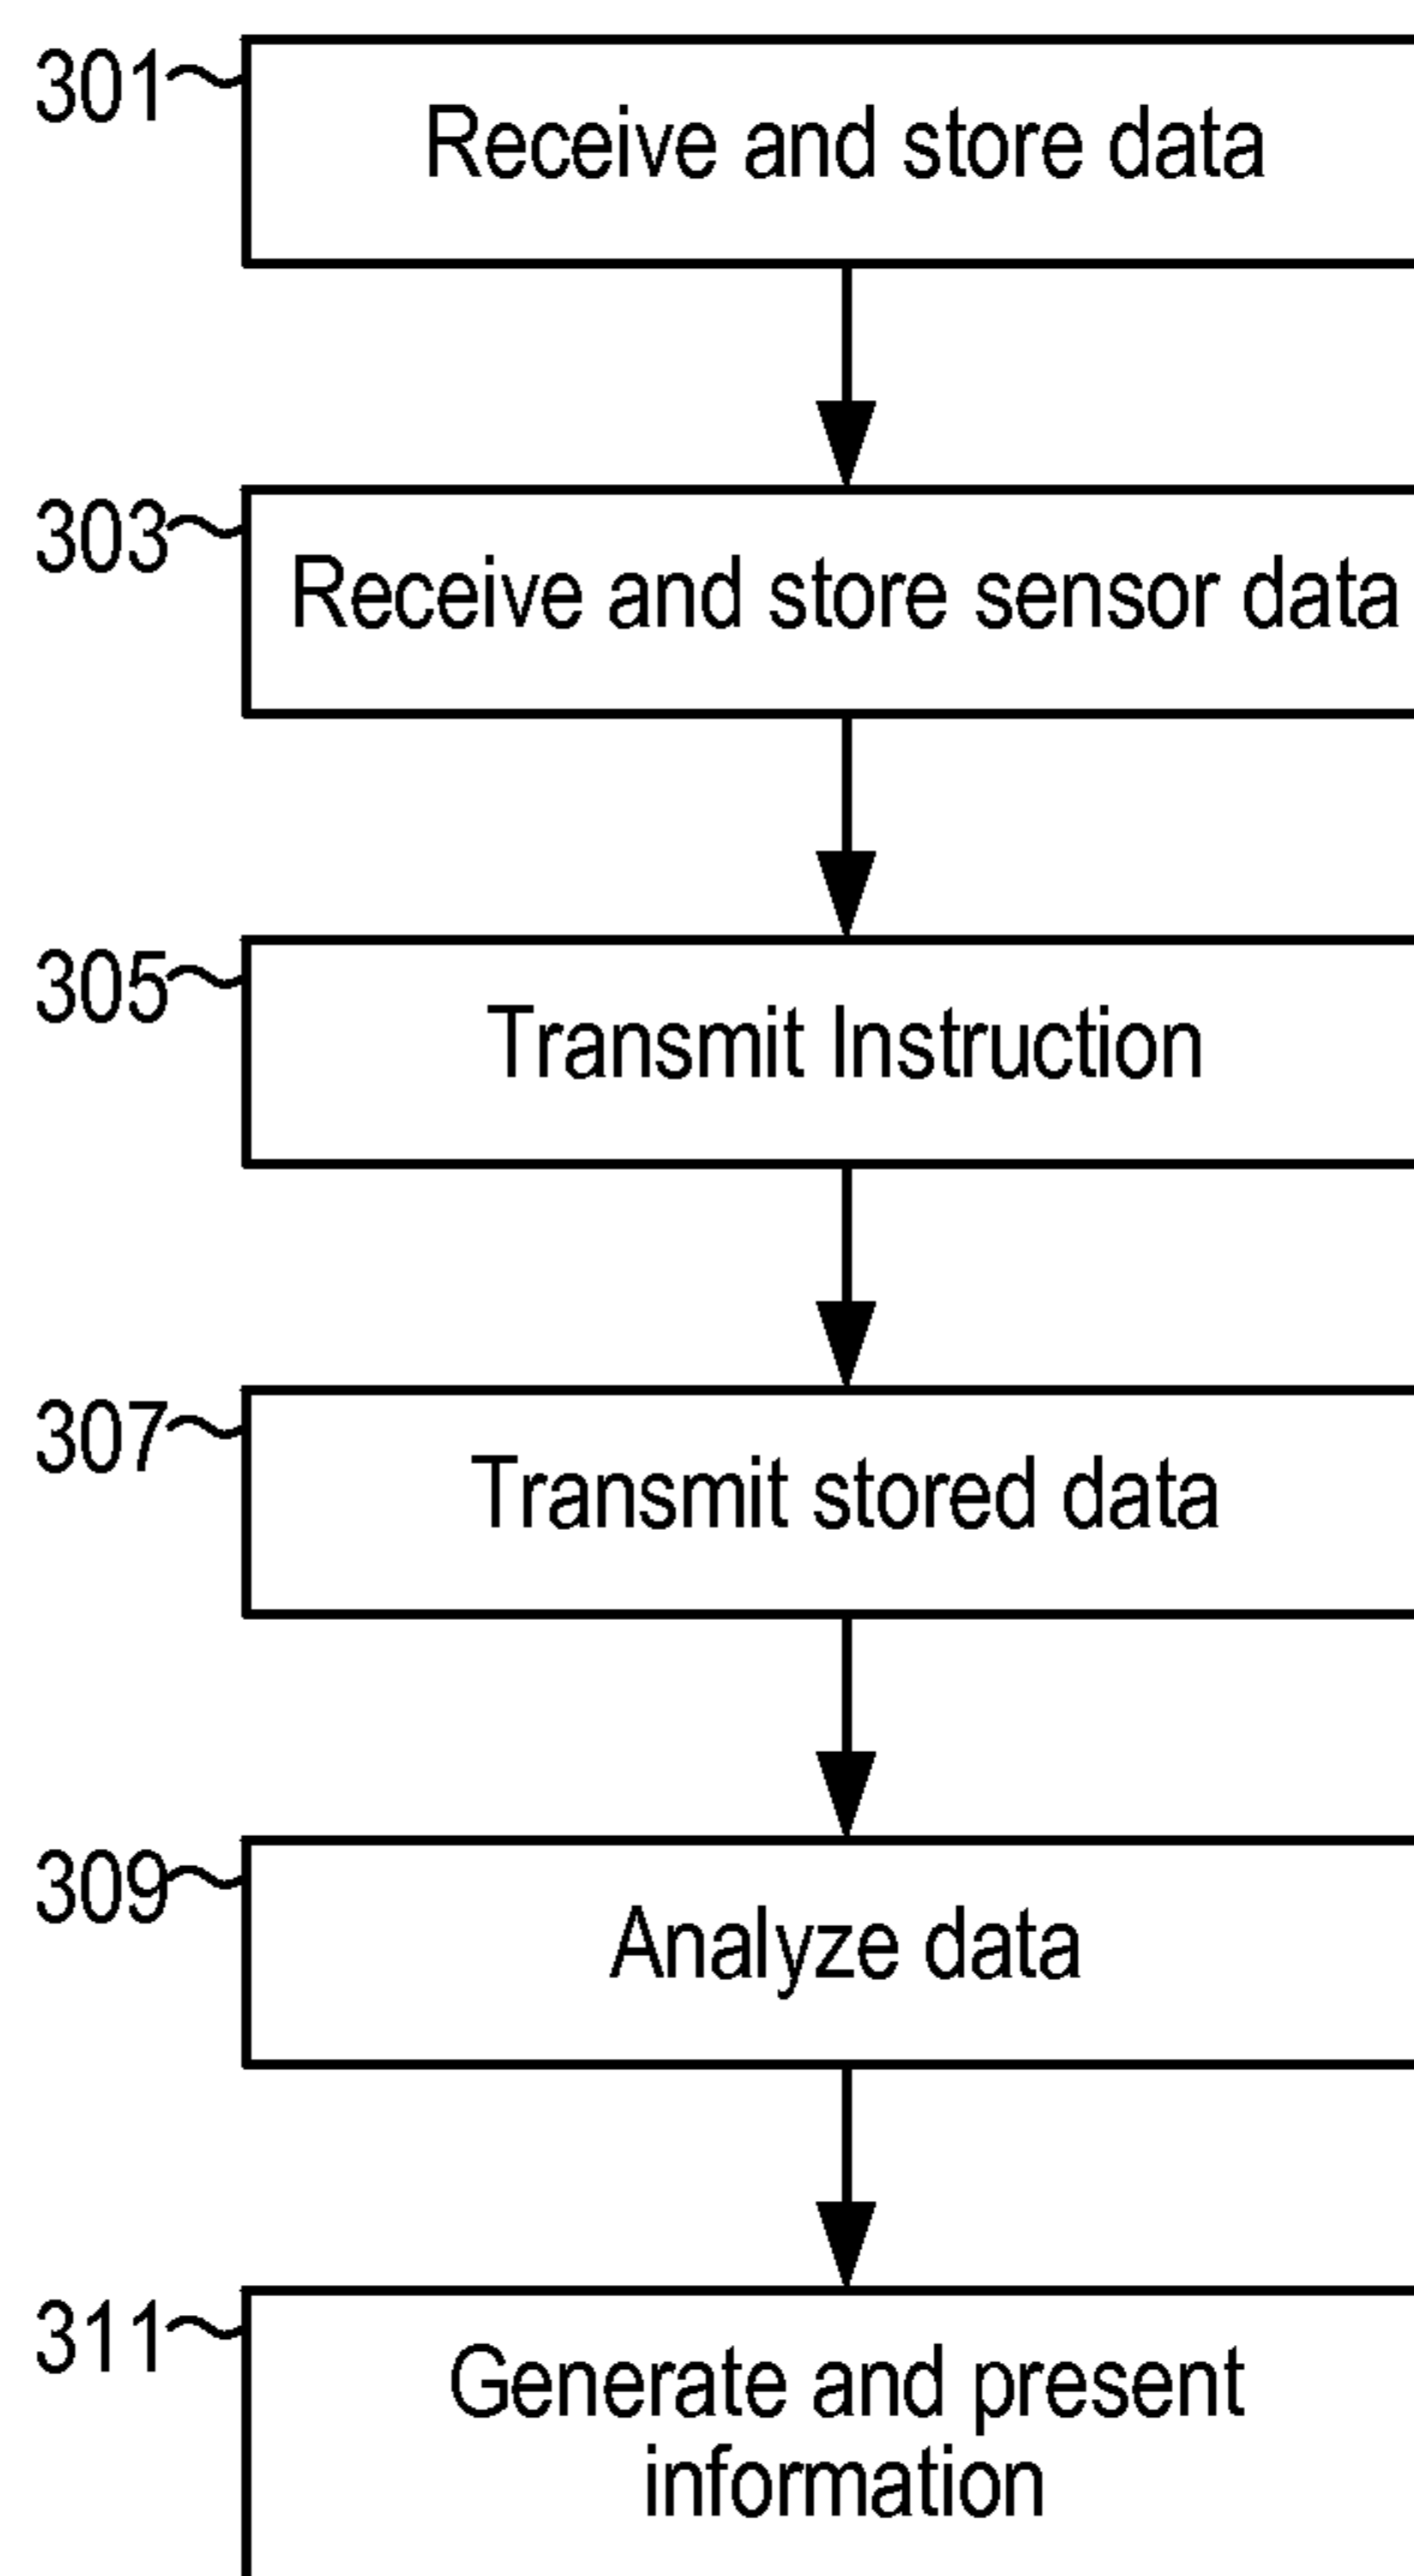 301
Receive and store data
303
Receive and store sensor data
305
Transmit Instruction
307
Transmit stored data
309
Analyze data
311
Generate and present
information